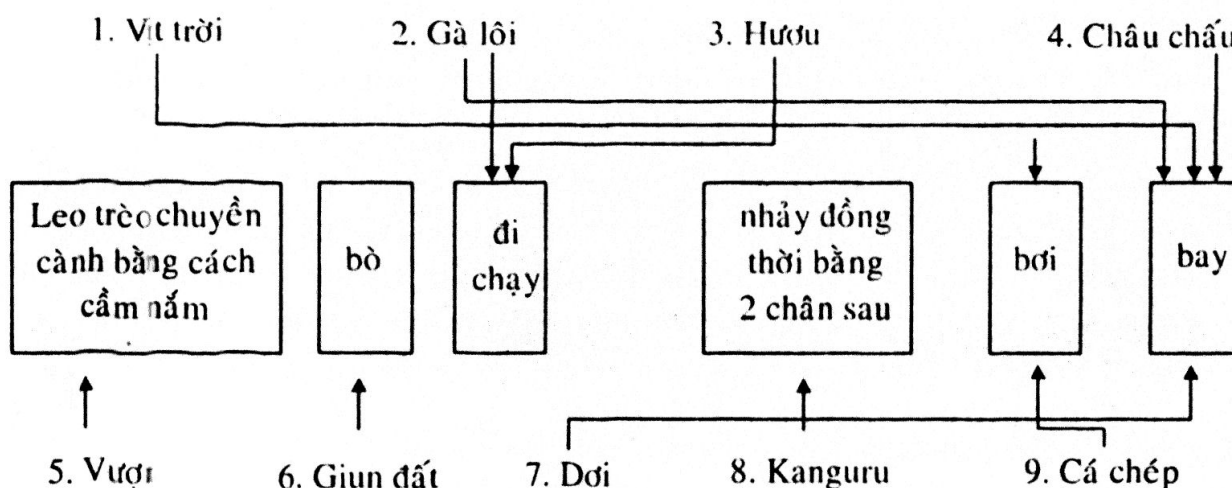 1. Vịt trời 2. Gà lôi 3. Hươu 4. Châu chấu
Leo trèo chuyền
cành bằng cách
cầm nắm
bò
đi
chạy
nhảy đồng
thời bằng
2 chân sau
bơi
bay
5. Vượn 6. Giun đất 7. Dơi 8. Kanguru 9. Cá chép